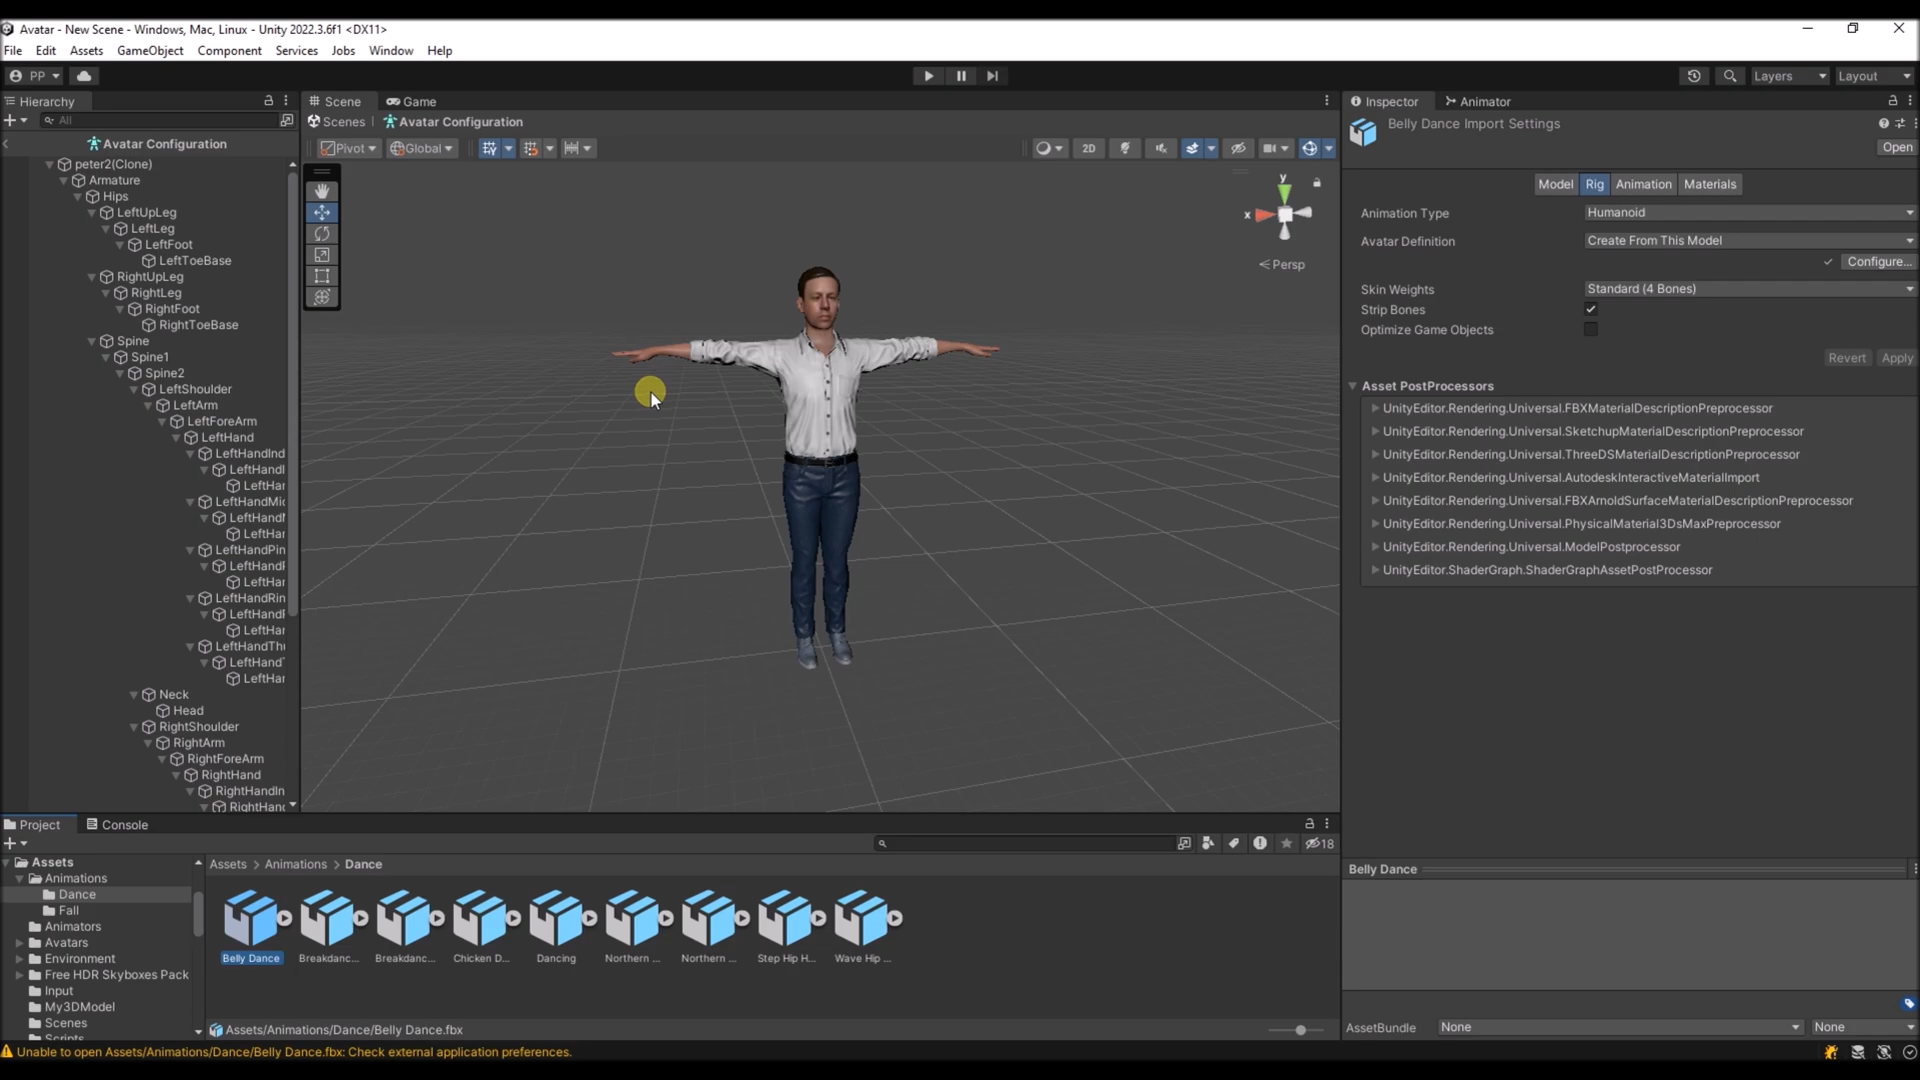 Avatar - New Scene - Windows, Mac, Linux - Unity 2022.3.6f1 <DX11>
File Edit Assets GameObject Component Services Jobs Window Help
PP Layers Layout
Hierarchy
All
Avatar Configuration
peter2(Clone)
Armature
Hips
LeftUpLeg
LeftLeg
LeftFoot
LeftToeBase
RightUpLeg
RightLeg
RightFoot
RightToeBase
Spine
Spine1
Spine2
LeftShoulder
LeftArm
LeftForeArm
LeftHand
LeftHandInd
LeftHandI
LeftHar
LeftHandMic
LeftHandM
LeftHar
LeftHandPin
LeftHandP
LeftHar
LeftHandRin
LeftHandF
LeftHar
LeftHandThu
LeftHandT
LeftHar
Neck
Head
RightShoulder
RightArm
RightForeArm
RightHand
RightHandIn
RightHanc
Scene Game
Scenes Avatar Configuration
Pivot Global 2D
y
x
Persp
Inspector Animator
Belly Dance Import Settings
Open
Model Rig Animation Materials
Animation Type Humanoid
Avatar Definition Create From This Model
Configure...
Skin Weights Standard (4 Bones)
Strip Bones
Optimize Game Objects
Revert Apply
Asset PostProcessors
UnityEditor.Rendering.Universal.FBXMaterialDescriptionPreprocessor
UnityEditor.Rendering.Universal.SketchupMaterialDescriptionPreprocessor
UnityEditor.Rendering.Universal.ThreeDSMaterialDescriptionPreprocessor
UnityEditor.Rendering.Universal.AutodeskInteractiveMaterialImport
UnityEditor.Rendering.Universal.FBXArnoldSurfaceMaterialDescriptionPreprocessor
UnityEditor.Rendering.Universal.PhysicalMaterial3DsMaxPreprocessor
UnityEditor.Rendering.Universal.ModelPostprocessor
UnityEditor.ShaderGraph.ShaderGraphAssetPostProcessor
Belly Dance
AssetBundle None None
Project Console
18
Assets
Animations
Dance
Fall
Animators
Avatars
Environment
Free HDR Skyboxes Pack
Input
My3DModel
Scenes
Scripts
Assets > Animations > Dance
Belly Dance Breakdanc... Breakdanc... Chicken D... Dancing Northern ... Northern ... Step Hip H... Wave Hip ...
Assets/Animations/Dance/Belly Dance.fbx
Unable to open Assets/Animations/Dance/Belly Dance.fbx: Check external application preferences.